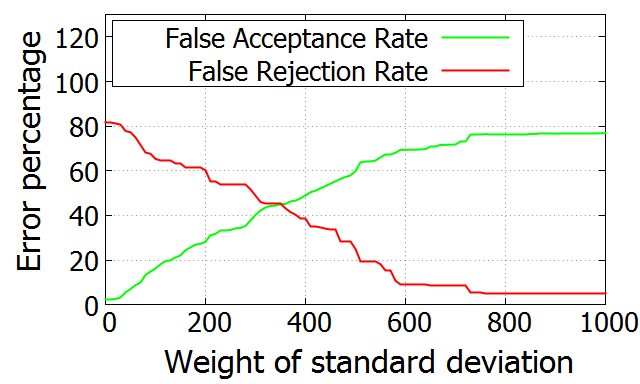 False Acceptance Rate
False Rejection Rate
Error percentage
120
100
80
60
40
20
0
0 200 400 600 800 1000
Weight of standard deviation